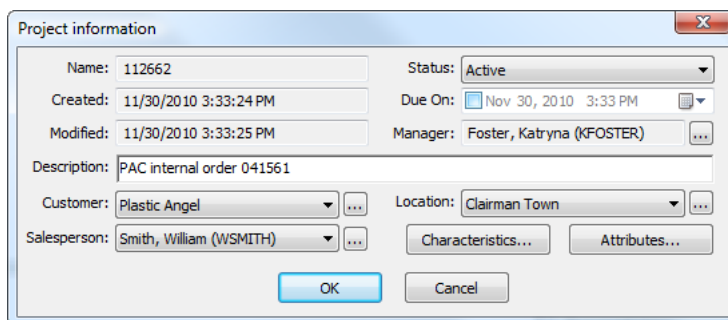 Project information
Name: 112662 Status: Active
Created: 11/30/2010 3:33:24 PM Due On: Nov 30, 2010 3:33 PM
Modified: 11/30/2010 3:33:25 PM Manager: Foster, Katryna (KFOSTER) ...
Description: PAC internal order 041561
Customer: Plastic Angel ... Location: Clairman Town ...
Salesperson: Smith, William (WSMITH) ... Characteristics... Attributes...
OK Cancel